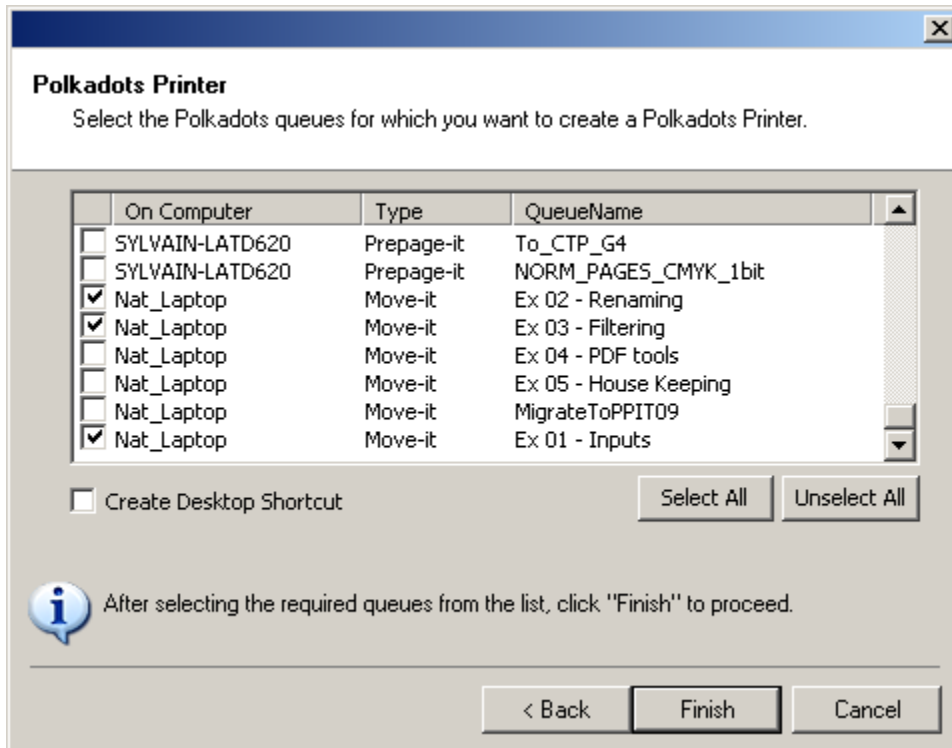 Polkadots Printer
Select the Polkadots queues for which you want to create a Polkadots Printer.
On Computer Type QueueName
SYLVAIN-LATD620 Prepage-it To_CTP_G4
SYLVAIN-LATD620 Prepage-it NORM_PAGES_CMYK_1bit
Nat_Laptop Move-it Ex 02 - Renaming
Nat_Laptop Move-it Ex 03 - Filtering
Nat_Laptop Move-it Ex 04 - PDF tools
Nat_Laptop Move-it Ex 05 - House Keeping
Nat_Laptop Move-it MigrateToPPIT09
Nat_Laptop Move-it Ex 01 - Inputs
Create Desktop Shortcut Select All Unselect All
After selecting the required queues from the list, click "Finish" to proceed.
< Back Finish Cancel